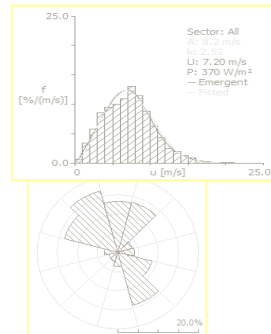 25.0
Sector: All
A: 8.2 m/s
k: 2.52
U: 7.20 m/s
P: 370 W/m²
Emergent
Fitted
f
[%/(m/s)]
0.0
0
u [m/s]
25.0
20.0%